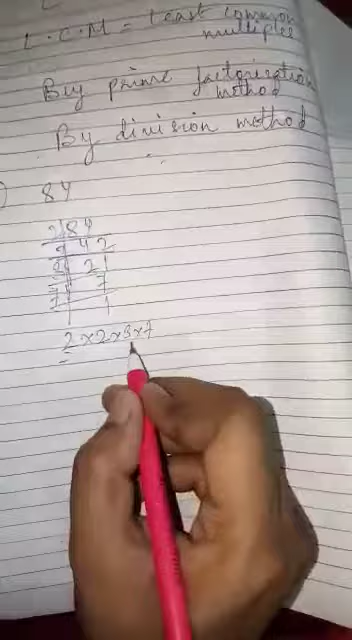 L.C.M = Least common
multiples
By prime factorisation
method
By division method
84
2 | 84
2 | 42
3 | 21
7 | 7
1
2 × 2 × 3 × 7